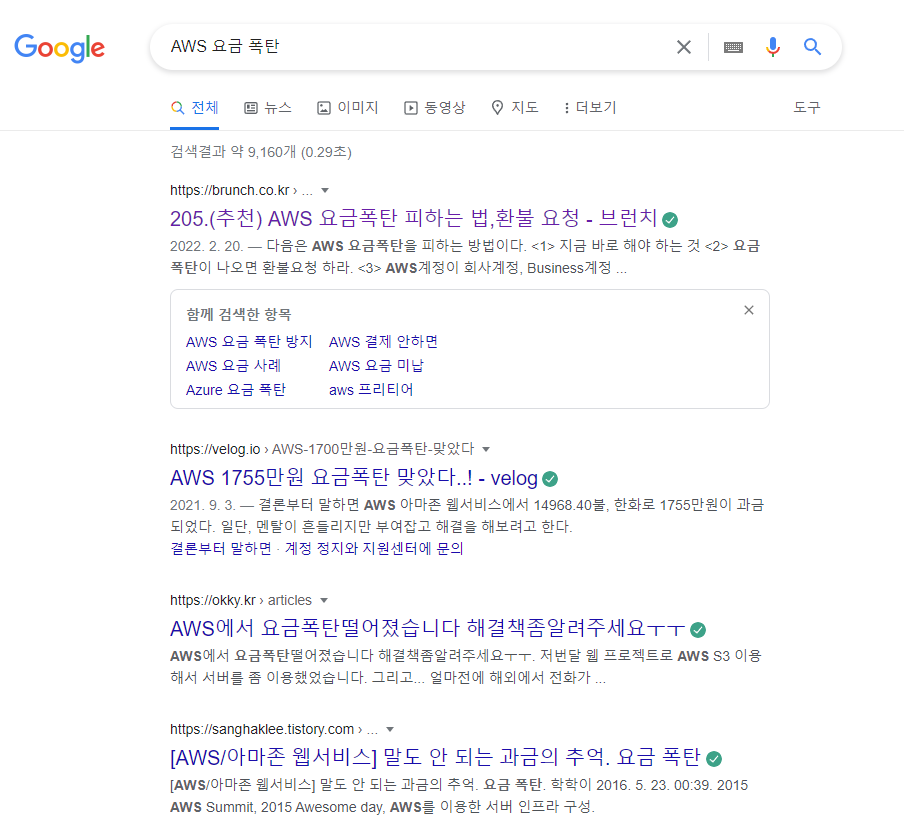 Google
AWS 요금 폭탄
전체 뉴스 이미지 동영상 지도 더보기 도구
검색결과 약 9,160개 (0.29초)
https://brunch.co.kr › ...
205.(추천) AWS 요금폭탄 피하는 법,환불 요청 - 브런치
2022. 2. 20. — 다음은 AWS 요금폭탄을 피하는 방법이다. <1> 지금 바로 해야 하는 것 <2> 요금
폭탄이 나오면 환불요청 하라. <3> AWS계정이 회사계정, Business계정 ...
함께 검색한 항목
AWS 요금 폭탄 방지 AWS 결제 안하면
AWS 요금 사례 AWS 요금 미납
Azure 요금 폭탄 aws 프리티어
https://velog.io › AWS-1700만원-요금폭탄-맞았다
AWS 1755만원 요금폭탄 맞았다..! - velog
2021. 9. 3. — 결론부터 말하면 AWS 아마존 웹서비스에서 14968.40불, 한화로 1755만원이 과금
되었다. 일단, 멘탈이 흔들리지만 부여잡고 해결을 해보려고 한다.
결론부터 말하면 · 계정 정지와 지원센터에 문의
https://okky.kr › articles
AWS에서 요금폭탄떨어졌습니다 해결책좀알려주세요ㅜㅜ
AWS에서 요금폭탄떨어졌습니다 해결책좀알려주세요ㅜㅜ. 저번달 웹 프로젝트로 AWS S3 이용
해서 서버를 좀 이용했었습니다. 그리고... 얼마전에 해외에서 전화가 ...
https://sanghaklee.tistory.com › ...
[AWS/아마존 웹서비스] 말도 안 되는 과금의 추억. 요금 폭탄
[AWS/아마존 웹서비스] 말도 안 되는 과금의 추억. 요금 폭탄. 학학이 2016. 5. 23. 00:39. 2015
AWS Summit, 2015 Awesome day, AWS를 이용한 서버 인프라 구성.